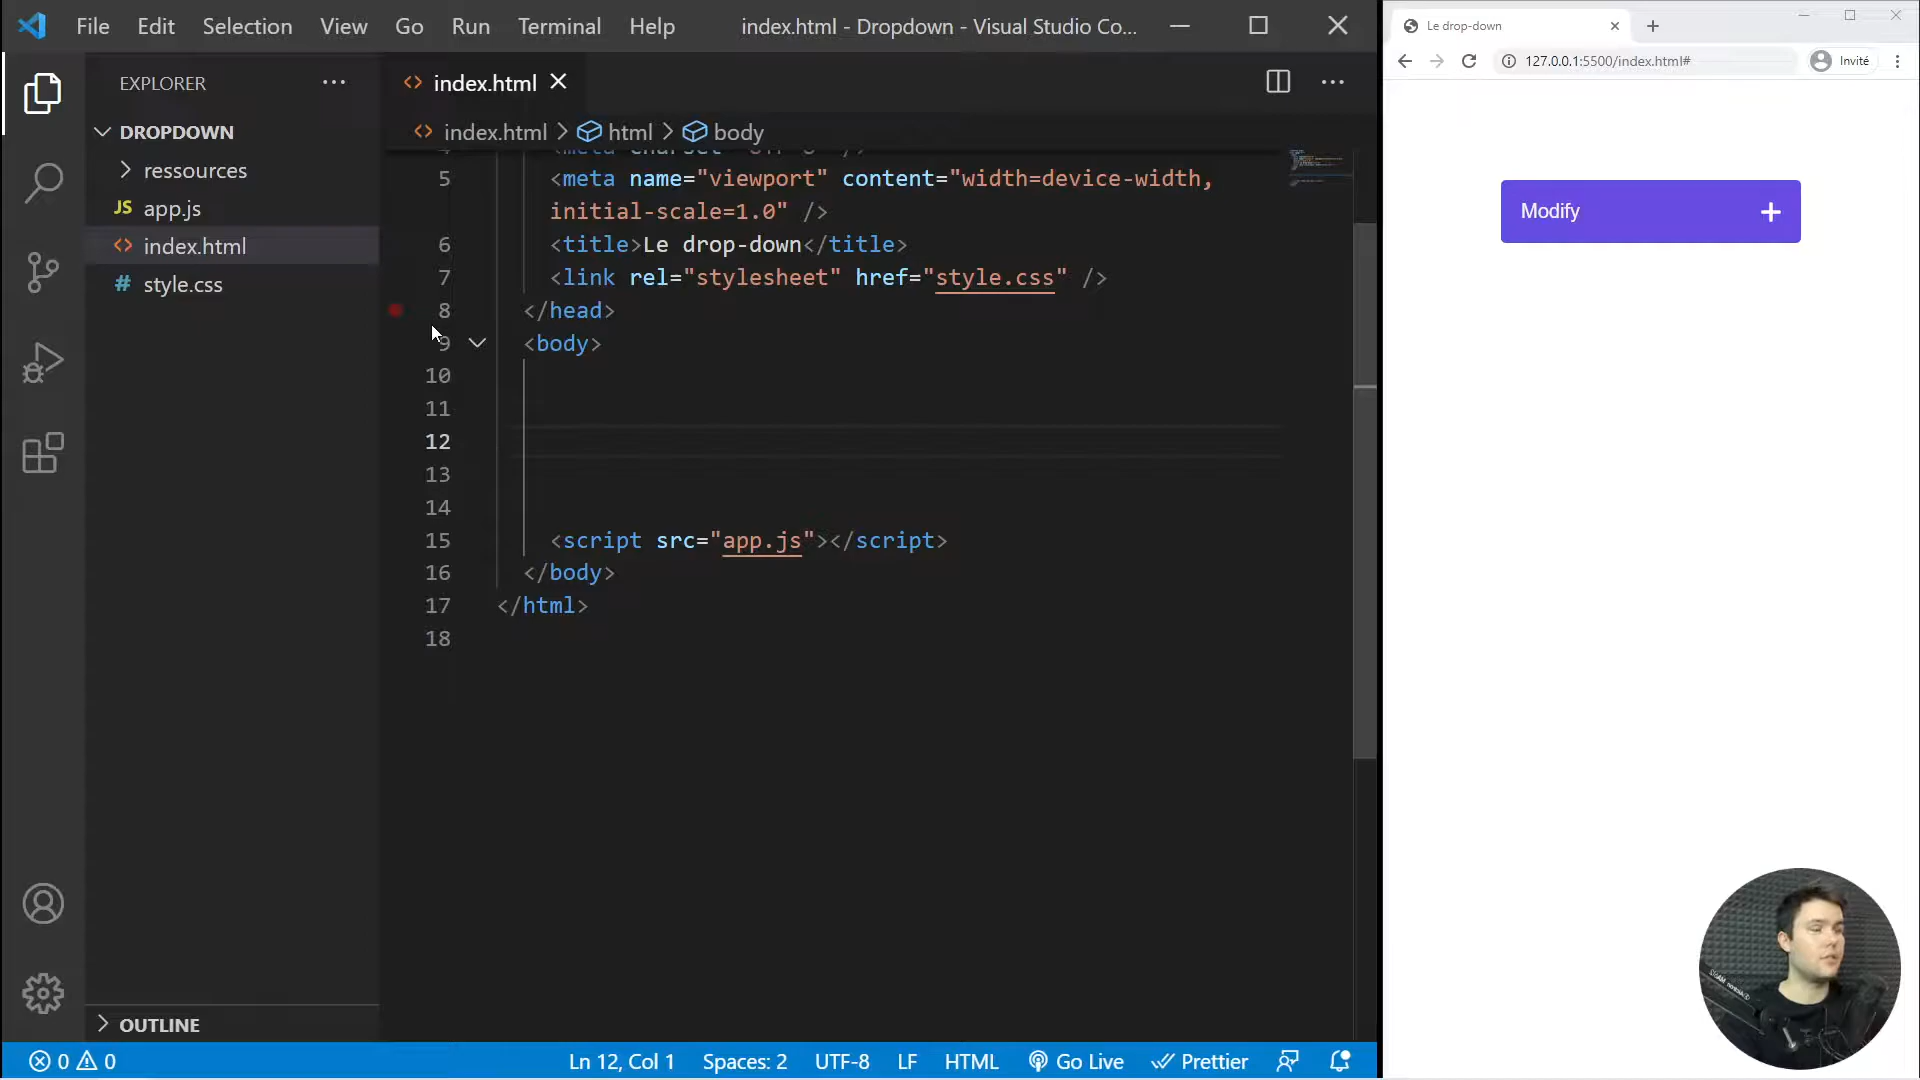 File Edit Selection View Go Run Terminal Help index.html - Dropdown - Visual Studio Co...
EXPLORER
DROPDOWN
ressources
JS app.js
<> index.html
# style.css
OUTLINE
<> index.html
<> index.html > html > body
<meta charset="UTF-8" />
5 <meta name="viewport" content="width=device-width,
initial-scale=1.0" />
6 <title>Le drop-down</title>
7 <link rel="stylesheet" href="style.css" />
8 </head>
9 <body>
10
11
12
13
14
15 <script src="app.js"></script>
16 </body>
17 </html>
18
0 0 Ln 12, Col 1 Spaces: 2 UTF-8 LF HTML Go Live Prettier
Le drop-down
127.0.0.1:5500/index.html# Invité
Modify +